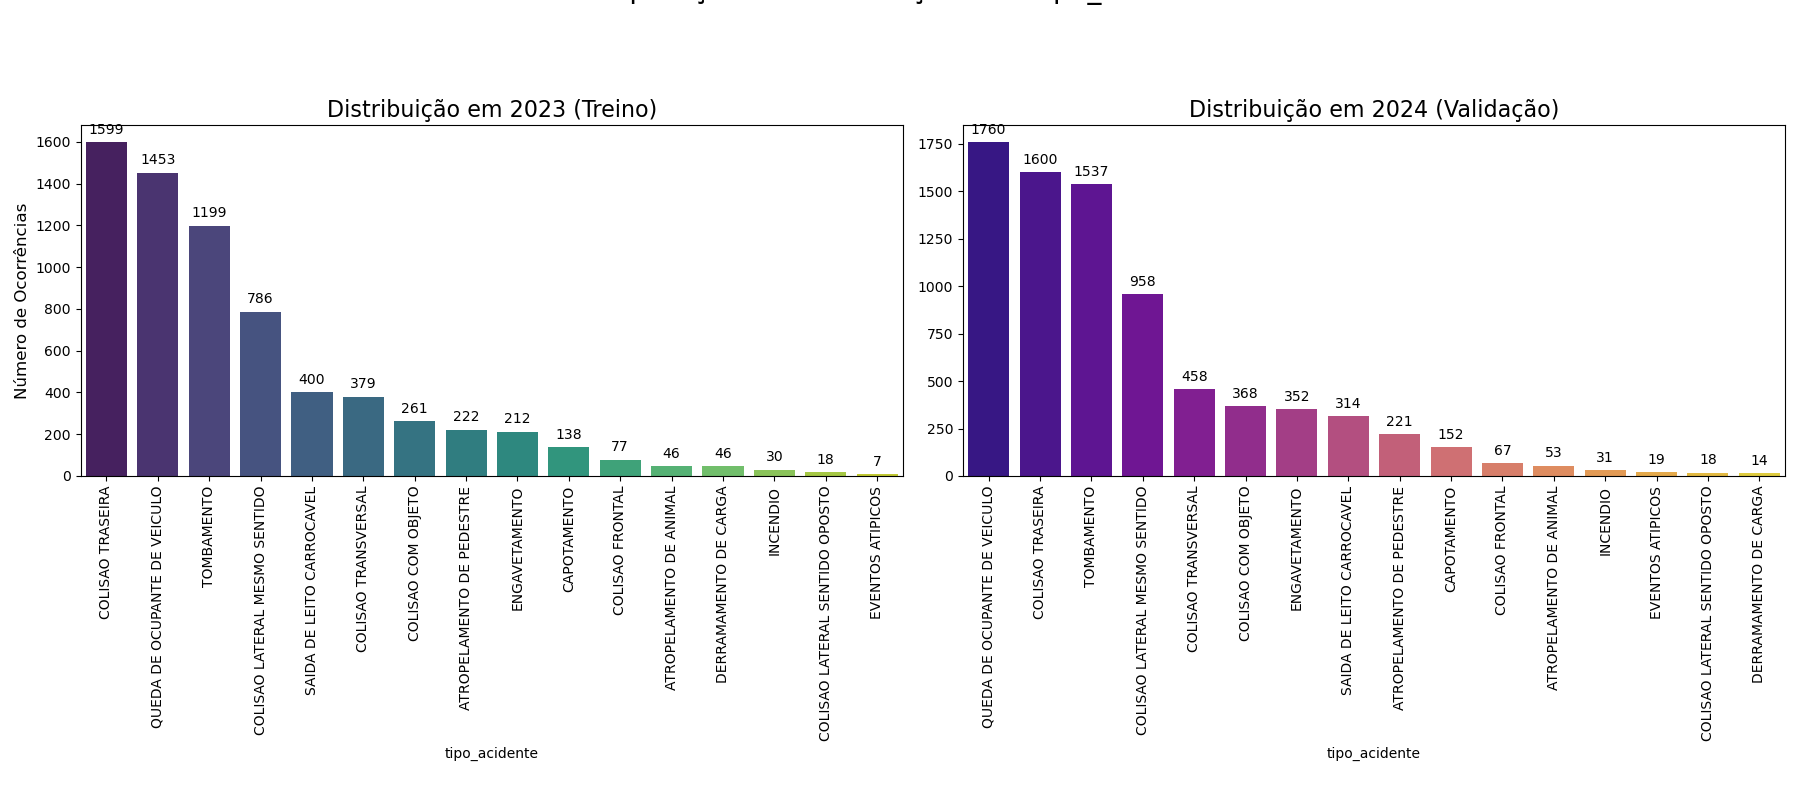 Distribuição em 2023 (Treino)
Número de Ocorrências
1600
1400
1200
1000
800
600
400
200
0
1599
1453
1199
786
400
379
261
222
212
138
77
46
46
30
18
7
COLISAO TRASEIRA
QUEDA DE OCUPANTE DE VEICULO
TOMBAMENTO
COLISAO LATERAL MESMO SENTIDO
SAIDA DE LEITO CARROCAVEL
COLISAO TRANSVERSAL
COLISAO COM OBJETO
ATROPELAMENTO DE PEDESTRE
ENGAVETAMENTO
CAPOTAMENTO
COLISAO FRONTAL
ATROPELAMENTO DE ANIMAL
DERRAMAMENTO DE CARGA
INCENDIO
COLISAO LATERAL SENTIDO OPOSTO
EVENTOS ATIPICOS
tipo_acidente
Distribuição em 2024 (Validação)
1750
1500
1250
1000
750
500
250
0
1760
1600
1537
958
458
368
352
314
221
152
67
53
31
19
18
14
QUEDA DE OCUPANTE DE VEICULO
COLISAO TRASEIRA
TOMBAMENTO
COLISAO LATERAL MESMO SENTIDO
COLISAO TRANSVERSAL
COLISAO COM OBJETO
ENGAVETAMENTO
SAIDA DE LEITO CARROCAVEL
ATROPELAMENTO DE PEDESTRE
CAPOTAMENTO
COLISAO FRONTAL
ATROPELAMENTO DE ANIMAL
INCENDIO
EVENTOS ATIPICOS
COLISAO LATERAL SENTIDO OPOSTO
DERRAMAMENTO DE CARGA
tipo_acidente